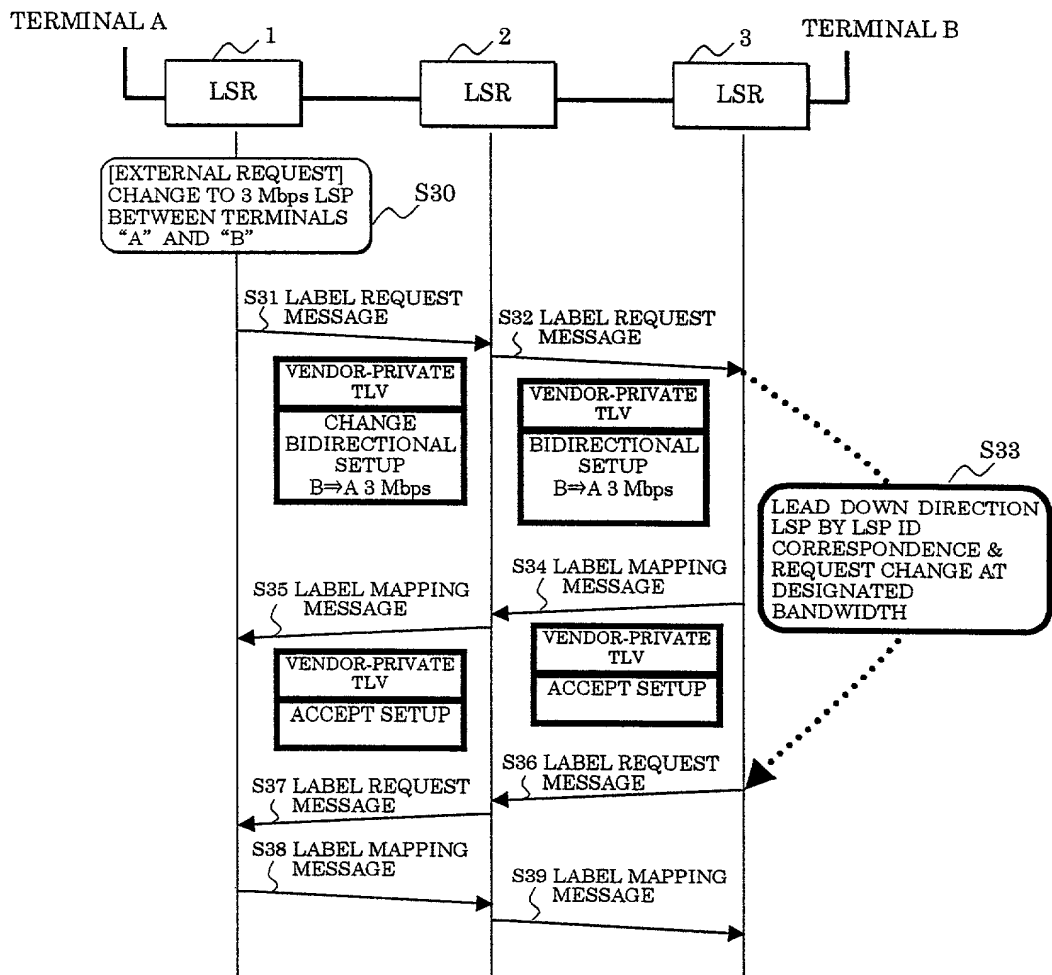 TERMINAL A
1
2
3
TERMINAL B
LSR
LSR
LSR
[EXTERNAL REQUEST]
CHANGE TO 3 Mbps LSP
BETWEEN TERMINALS
“A” AND “B”
S30
S31 LABEL REQUEST
MESSAGE
S32 LABEL REQUEST
MESSAGE
VENDOR-PRIVATE
TLV
CHANGE
BIDIRECTIONAL
SETUP
B⇒A 3 Mbps
VENDOR-PRIVATE
TLV
BIDIRECTIONAL
SETUP
B⇒A 3 Mbps
S33
LEAD DOWN DIRECTION
LSP BY LSP ID
CORRESPONDENCE &
REQUEST CHANGE AT
DESIGNATED
BANDWIDTH
S34 LABEL MAPPING
MESSAGE
S35 LABEL MAPPING
MESSAGE
VENDOR-PRIVATE
TLV
ACCEPT SETUP
VENDOR-PRIVATE
TLV
ACCEPT SETUP
S36 LABEL REQUEST
MESSAGE
S37 LABEL REQUEST
MESSAGE
S38 LABEL MAPPING
MESSAGE
S39 LABEL MAPPING
MESSAGE